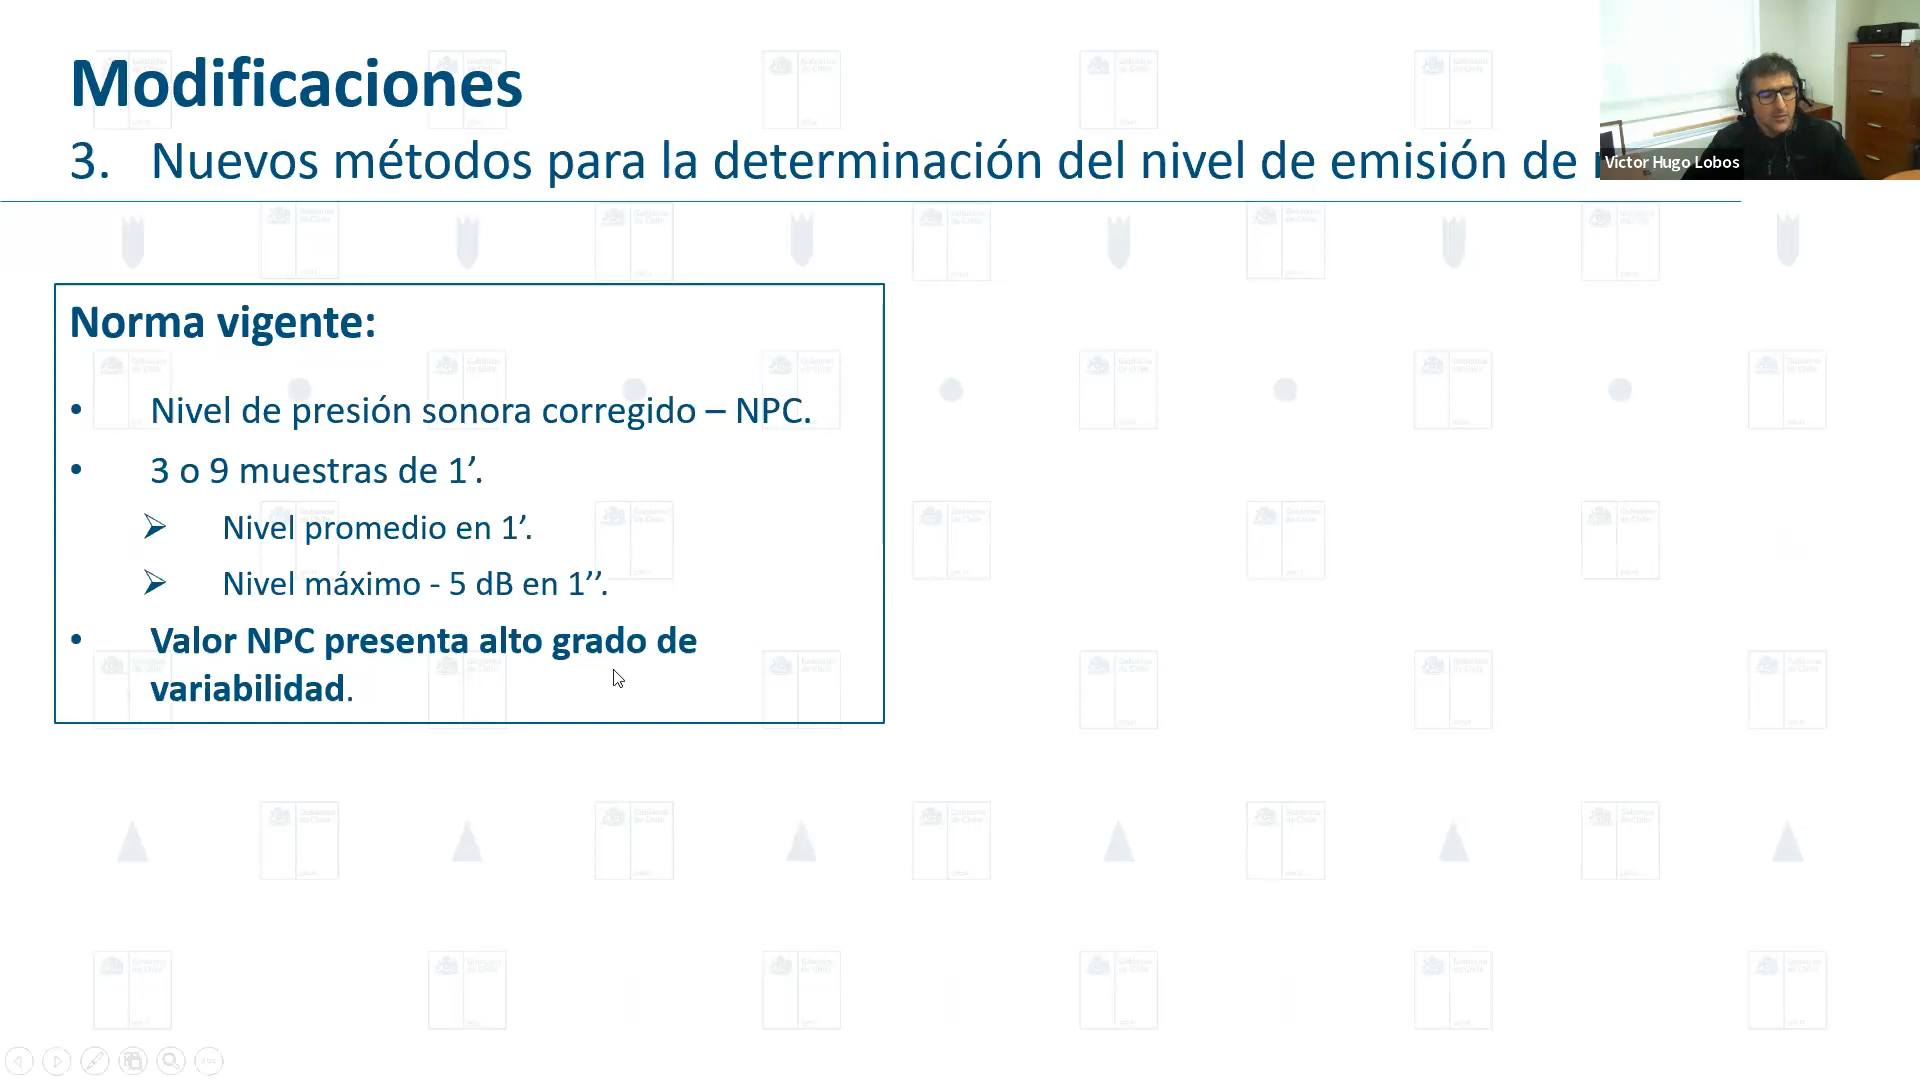 Modificaciones
3. Nuevos métodos para la determinación del nivel de emisión de
Victor Hugo Lobos
Norma vigente:
• Nivel de presión sonora corregido – NPC.
• 3 o 9 muestras de 1’.
➢ Nivel promedio en 1’.
➢ Nivel máximo - 5 dB en 1’’.
• Valor NPC presenta alto grado de
variabilidad.